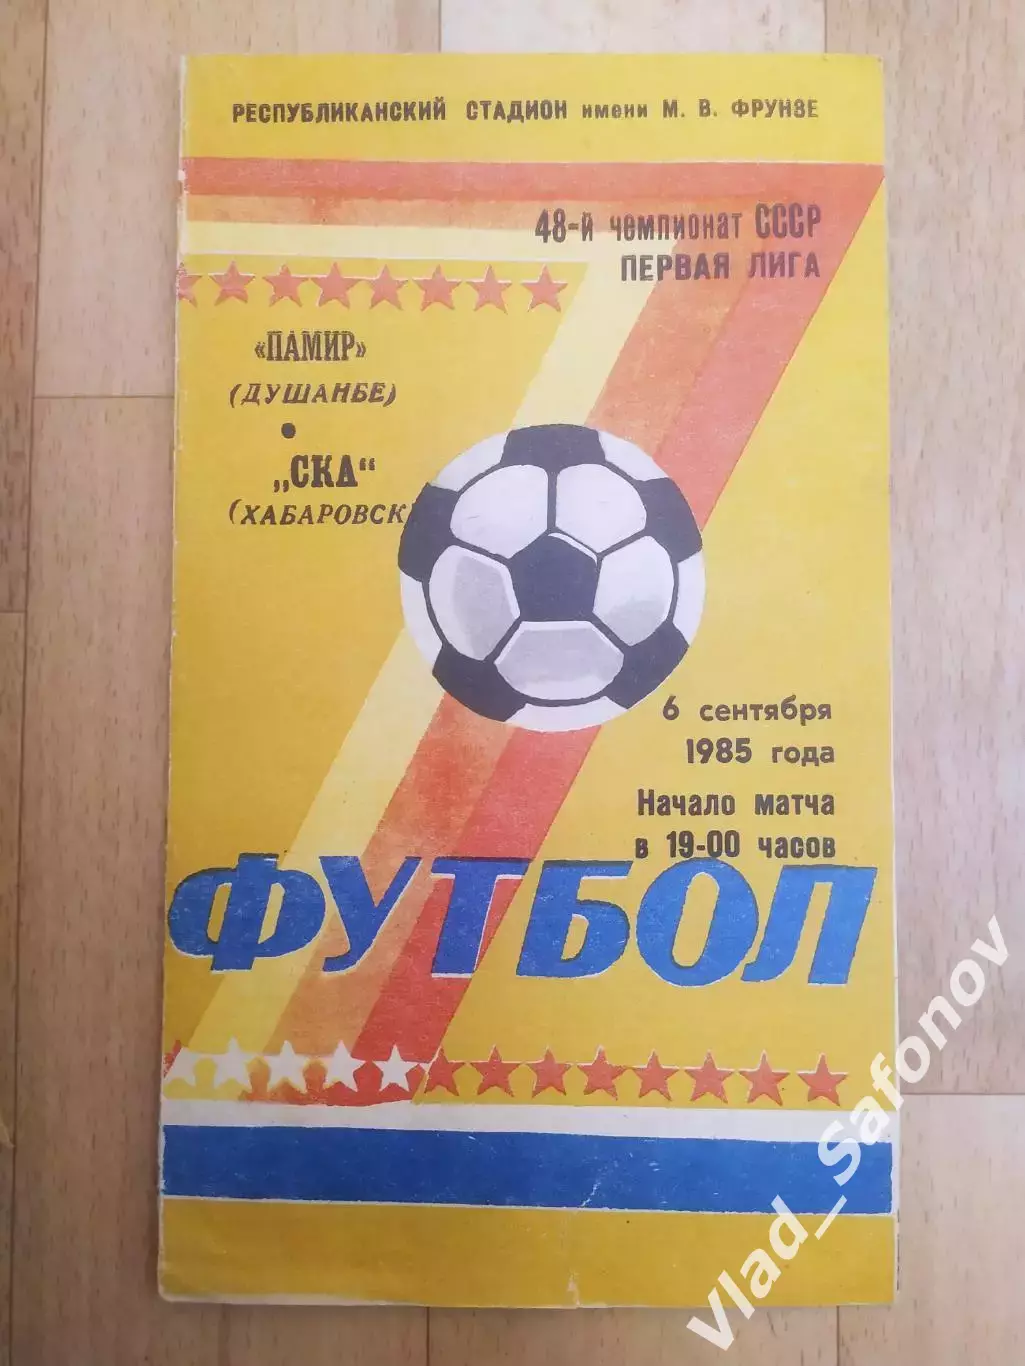 РЕСПУБЛИКАНСКИЙ СТАДИОН имени М. В. ФРУНЗЕ
48-й чемпионат СССР
ПЕРВАЯ ЛИГА
«ПАМИР»
(ДУШАНБЕ)
•
„СКА“
(ХАБАРОВСК)
6 сентября
1985 года
Начало матча
в 19-00 часов
ФУТБОЛ
Vlad_Safonov